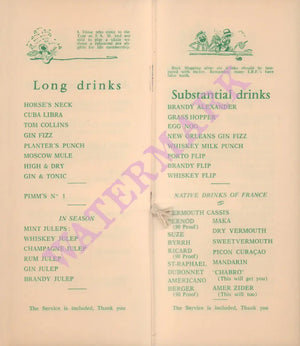 Long drinks
HORSE'S NECK
CUBA LIBRA
TOM COLLINS
GIN FIZZ
PLANTER'S PUNCH
MOSCOW MULE
HIGH & DRY
GIN & TONIC
PIMM'S Nº 1
IN SEASON
MINT JULEPS:
WHISKEY JULEP
CHAMPAGNE JULEP
RUM JULEP
GIN JULEP
BRANDY JULEP
The Service is included, Thank you
Substantial drinks
BRANDY ALEXANDER
GRASS HOPPER
EGG NOG
NEW ORLEANS GIN FIZZ
WHISKEY MILK PUNCH
PORTO FLIP
BRANDY FLIP
WHISKEY FLIP
NATIVE DRINKS OF FRANCE
VERMOUTH CASSIS
PERNOD
(90 Proof)
MAKA
SUZE
DRY VERMOUTH
BYRRH
SWEET VERMOUTH
RICARD
(90 Proof)
PICON CURAÇAO
ST-RAPHAEL
MANDARIN
DUBONNET
"CHABRO"
AMERICANO
(This will get you)
BERGER
(90 Proof)
AMER ZIDER
(This will too)
The Service is included, Thank you
WATERMARK